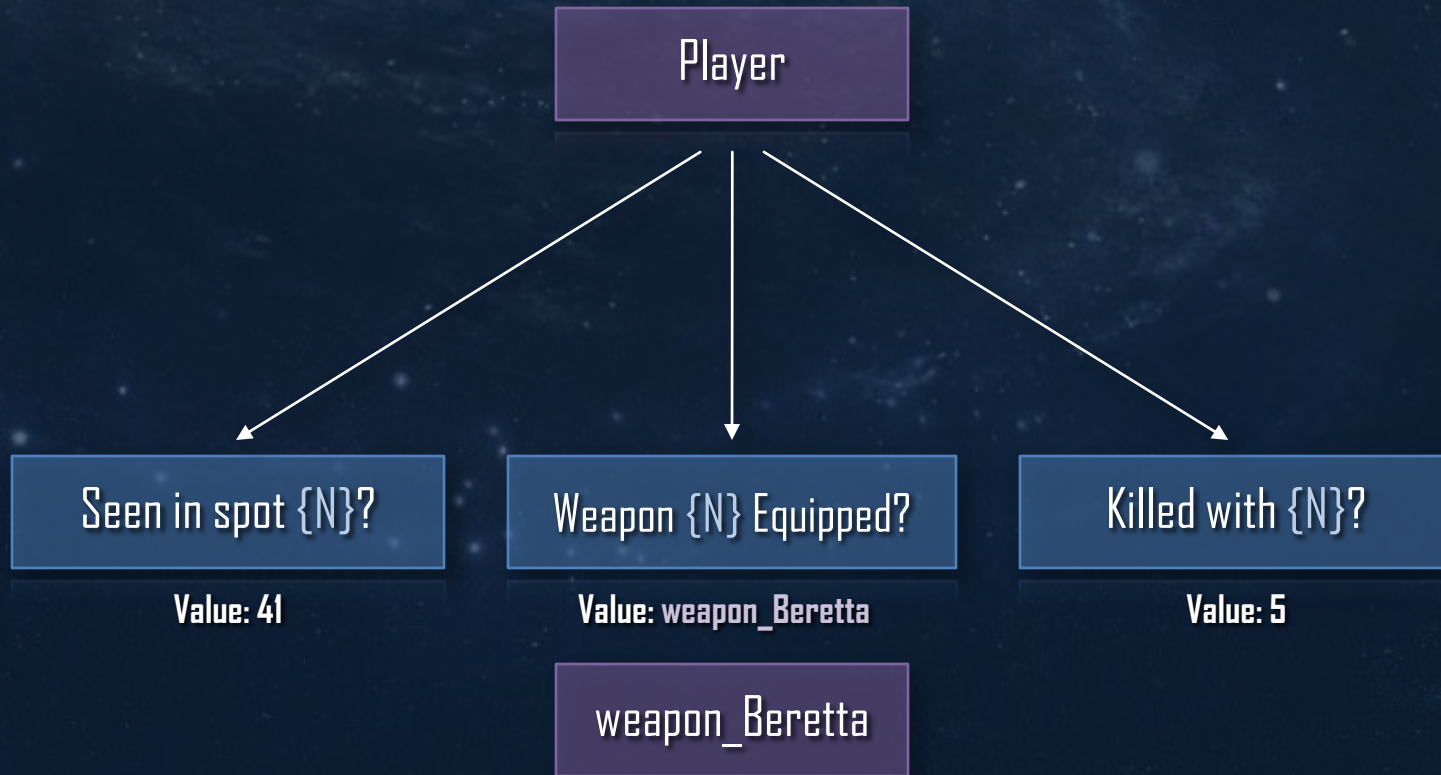 Player
Seen in spot {N}?
Weapon {N} Equipped?
Killed with {N}?
Value: 41
Value: weapon_Beretta
Value: 5
weapon_Beretta